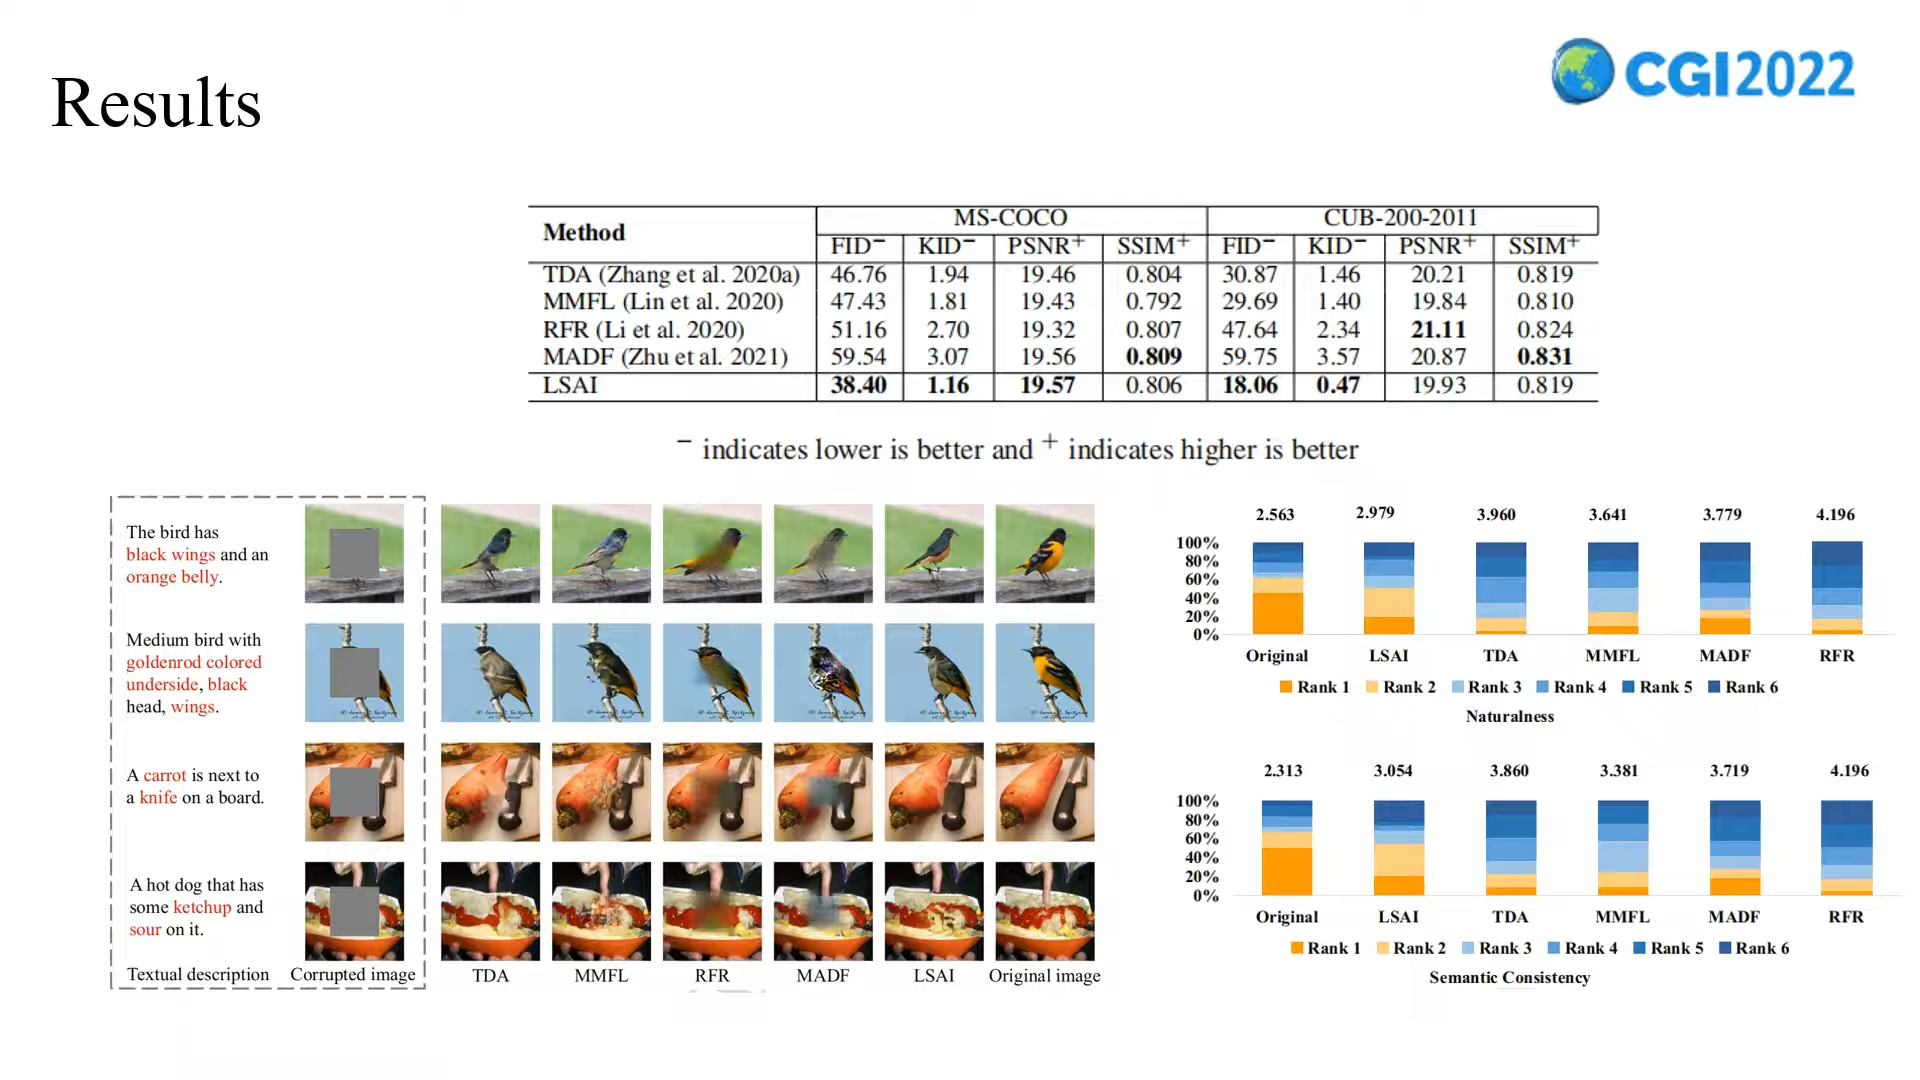 Results
CGI2022
Method MS-COCO CUB-200-2011
FID⁻ KID⁻ PSNR⁺ SSIM⁺ FID⁻ KID⁻ PSNR⁺ SSIM⁺
TDA (Zhang et al. 2020a) 46.76 1.94 19.46 0.804 30.87 1.46 20.21 0.819
MMFL (Lin et al. 2020) 47.43 1.81 19.43 0.792 29.69 1.40 19.84 0.810
RFR (Li et al. 2020) 51.16 2.70 19.32 0.807 47.64 2.34 21.11 0.824
MADF (Zhu et al. 2021) 59.54 3.07 19.56 0.809 59.75 3.57 20.87 0.831
LSAI 38.40 1.16 19.57 0.806 18.06 0.47 19.93 0.819
⁻ indicates lower is better and ⁺ indicates higher is better
The bird has
black wings and an
orange belly.
Medium bird with
goldenrod colored
underside, black
head, wings.
A carrot is next to
a knife on a board.
A hot dog that has
some ketchup and
sour on it.
Textual description Corrupted image TDA MMFL RFR MADF LSAI Original image
2.563 2.979 3.960 3.641 3.779 4.196
100%
80%
60%
40%
20%
0%
Original LSAI TDA MMFL MADF RFR
Rank 1 Rank 2 Rank 3 Rank 4 Rank 5 Rank 6
Naturalness
2.313 3.054 3.860 3.381 3.719 4.196
100%
80%
60%
40%
20%
0%
Original LSAI TDA MMFL MADF RFR
Rank 1 Rank 2 Rank 3 Rank 4 Rank 5 Rank 6
Semantic Consistency